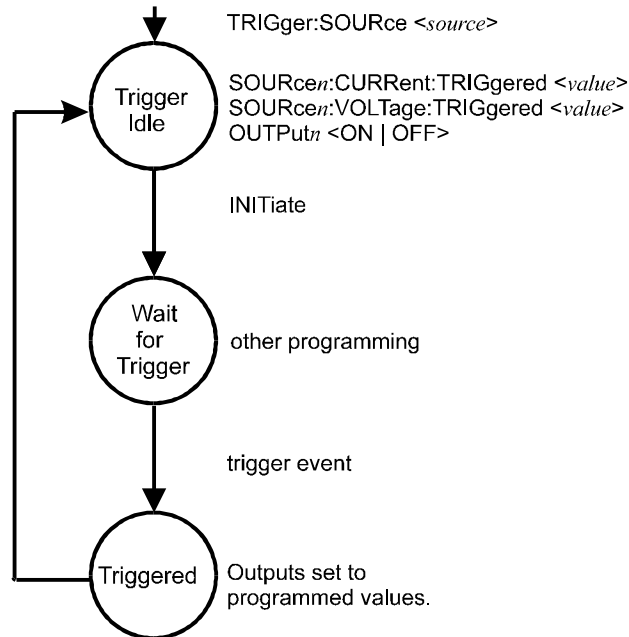 TRIGger:SOURce <source>
Trigger
Idle
SOURcen:CURRent:TRIGgered <value>
SOURcen:VOLTage:TRIGgered <value>
OUTPutn <ON | OFF>
INITiate
Wait
for
Trigger
other programming
trigger event
Triggered
Outputs set to
programmed values.